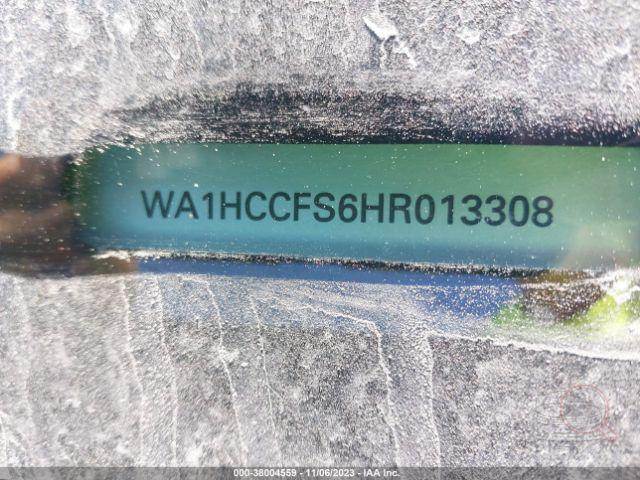 WA1HCCFS6HR013308
000-38004559 - 11/06/2023 - IAA Inc.